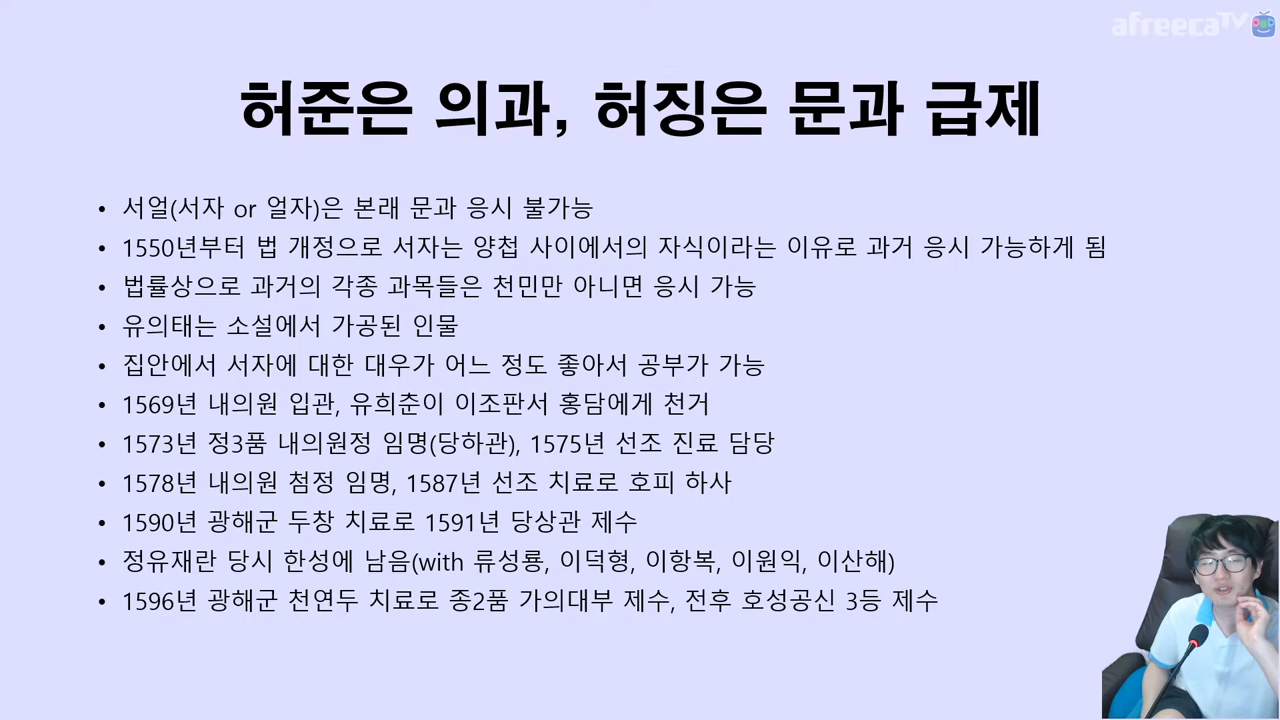 afreecaTV
허준은 의과, 허징은 문과 급제
• 서얼(서자 or 얼자)은 본래 문과 응시 불가능
• 1550년부터 법 개정으로 서자는 양첩 사이에서의 자식이라는 이유로 과거 응시 가능하게 됨
• 법률상으로 과거의 각종 과목들은 천민만 아니면 응시 가능
• 유의태는 소설에서 가공된 인물
• 집안에서 서자에 대한 대우가 어느 정도 좋아서 공부가 가능
• 1569년 내의원 입관, 유희춘이 이조판서 홍담에게 천거
• 1573년 정3품 내의원정 임명(당하관), 1575년 선조 진료 담당
• 1578년 내의원 첨정 임명, 1587년 선조 치료로 호피 하사
• 1590년 광해군 두창 치료로 1591년 당상관 제수
• 정유재란 당시 한성에 남음(with 류성룡, 이덕형, 이항복, 이원익, 이산해)
• 1596년 광해군 천연두 치료로 종2품 가의대부 제수, 전후 호성공신 3등 제수